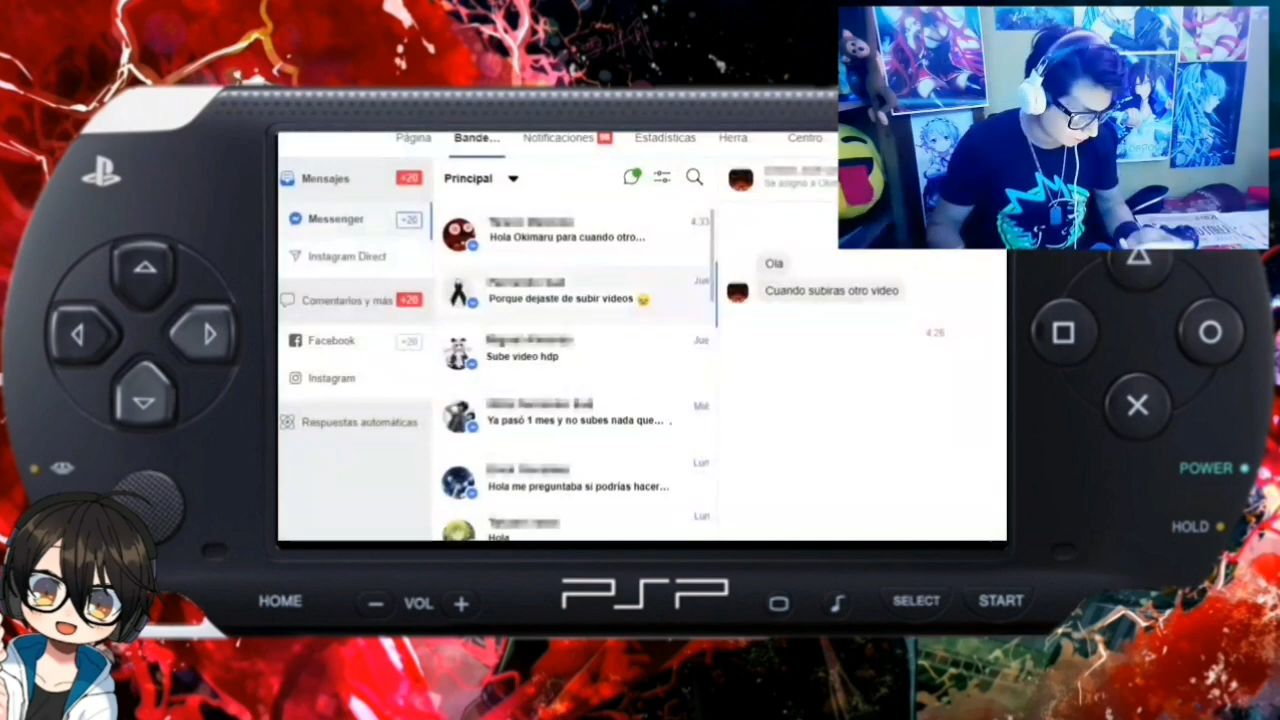 Página Bande... Notificaciones Estadísticas Herra. Centro
Mensajes +20
Messenger +20
Instagram Direct
Comentarios y más +20
Facebook +20
Instagram
Respuestas automáticas
Principal
4:33
Hola Okimaru para cuando otro...
Jue
Porque dejaste de subir videos
Jue
Sube video hdp
Mié
Ya pasó 1 mes y no subes nada que...
Lun
Hola me preguntaba si podrías hacer...
Lun
Hola
Se asignó a
Ola
Cuando subiras otro video
4:26
POWER
HOLD
HOME
VOL
PSP
SELECT
START